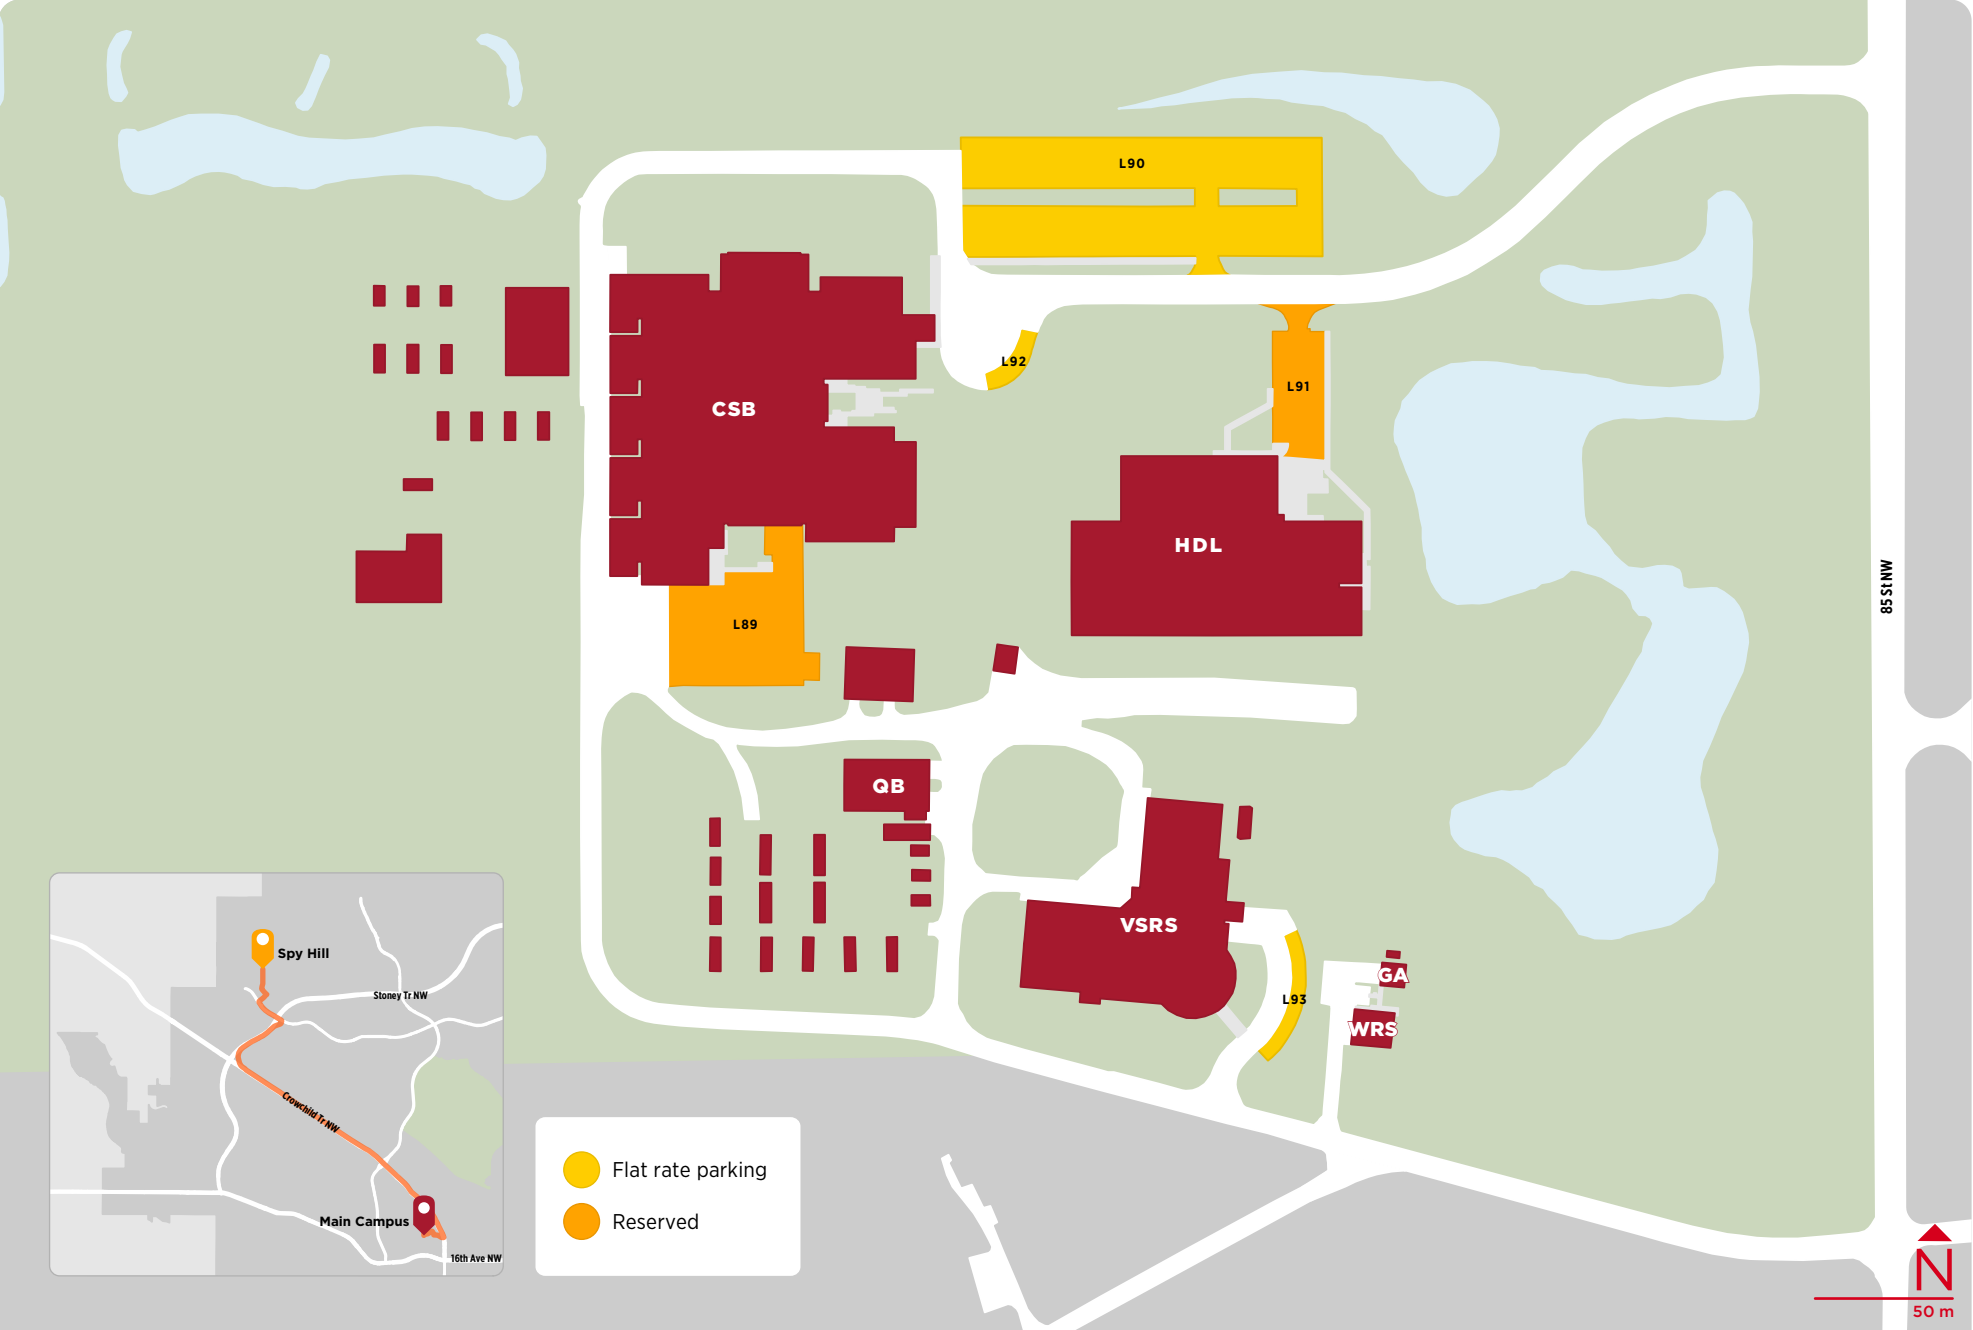 L90
L92
L91
CSB
HDL
85 St NW
L89
QB
VSRS
Spy Hill
GA
Stoney Tr NW
L93
WRS
Crowchild Tr NW
Flat rate parking
Main Campus
Reserved
16th Ave NW
N
50 m